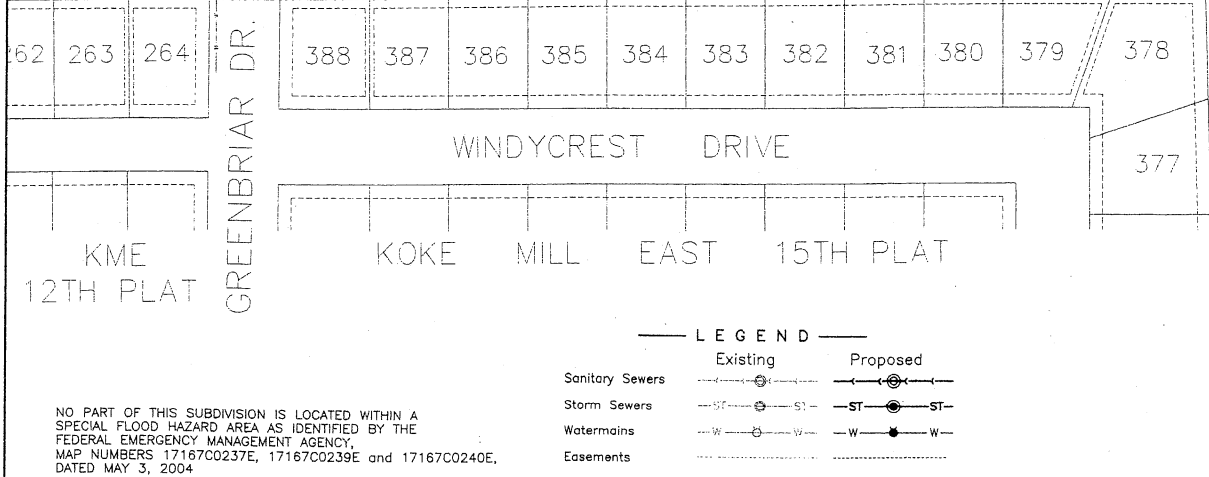 262 263 264 388 387 386 385 384 383 382 381 380 379 378
GREENBRIAR DR.
WINDYCREST DRIVE
377
KME
12TH PLAT
KOKE MILL EAST 15TH PLAT
LEGEND
Existing Proposed
Sanitary Sewers
Storm Sewers ST ST ST ST
Watermains W W W W
Easements
NO PART OF THIS SUBDIVISION IS LOCATED WITHIN A
SPECIAL FLOOD HAZARD AREA AS IDENTIFIED BY THE
FEDERAL EMERGENCY MANAGEMENT AGENCY,
MAP NUMBERS 17167C0237E, 17167C0239E and 17167C0240E,
DATED MAY 3, 2004